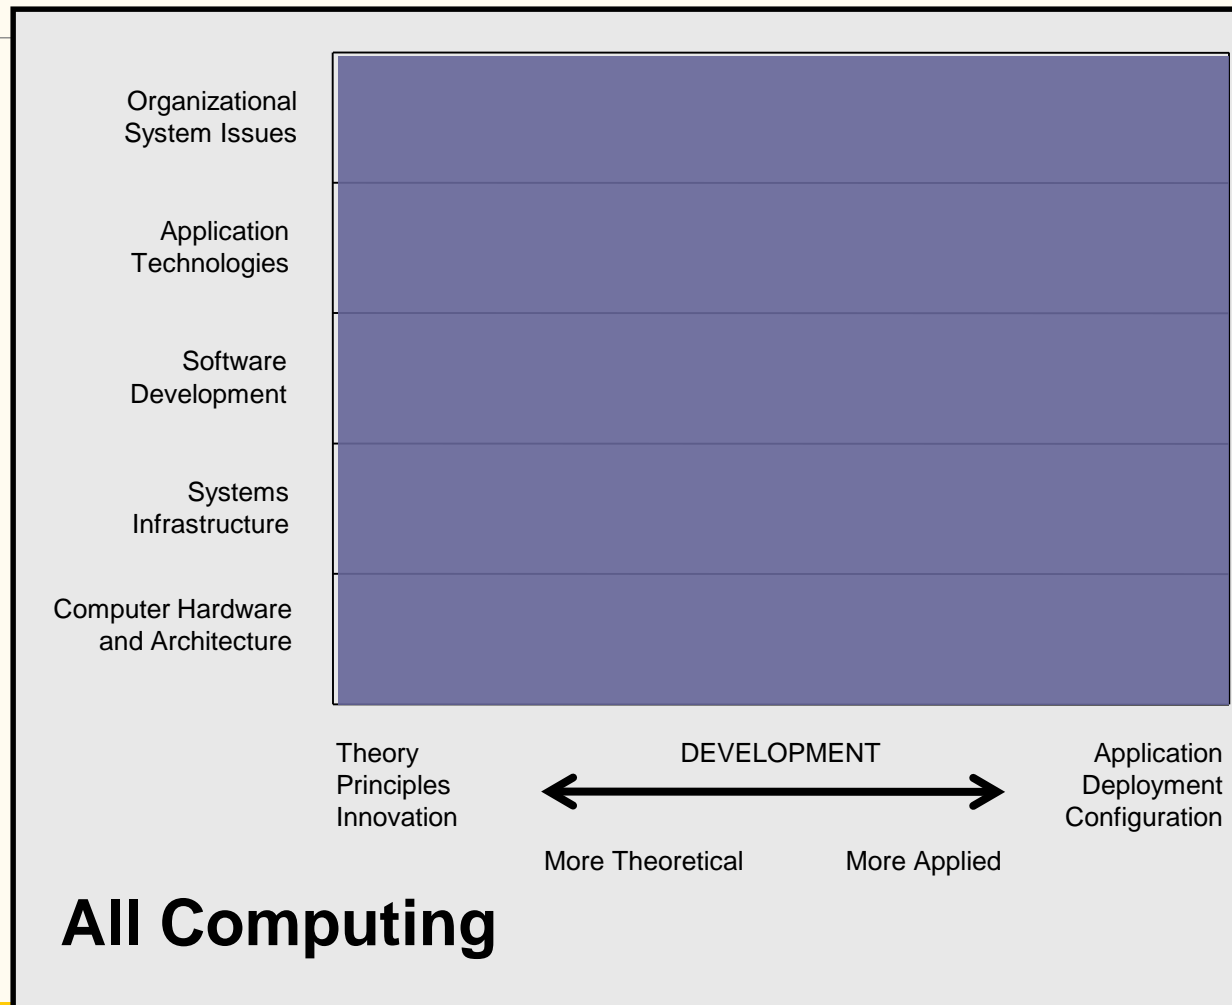 Organizational
System Issues
Application
Technologies
Software
Development
Systems
Infrastructure
Computer Hardware
and Architecture
Theory
Principles
Innovation
DEVELOPMENT
Application
Deployment
Configuration
More Theoretical
More Applied
All Computing